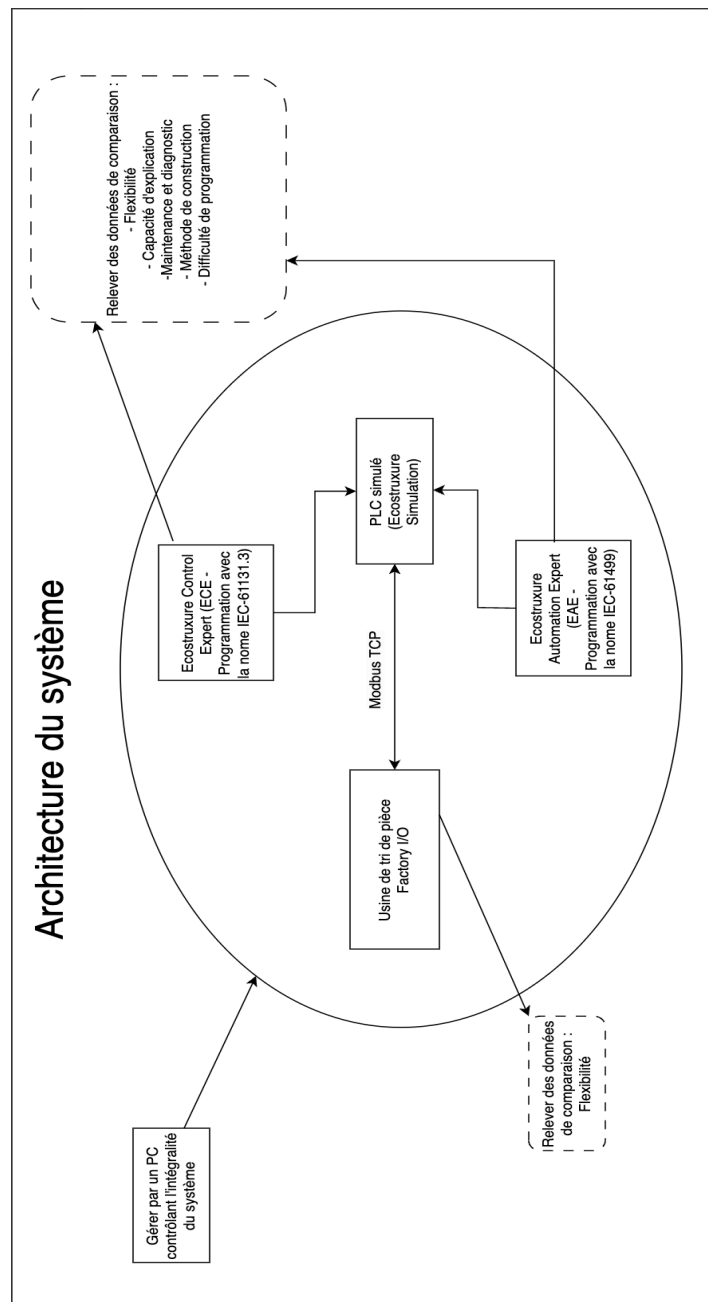 Architecture du système
Gérer par un PC
contrôlant l'intégralité
du système
Ecostruxure Control
Expert (ECE -
Programmation avec
la nome IEC-61131.3)
Relever des données de comparaison :
- Flexibilité
- Capacité d'explication
-Maintenance et diagnostic
- Méthode de construction
- Difficulté de programmation
Usine de tri de pièce
Factory I/O
Modbus TCP
PLC simulé
(Ecostruxure
Simulation)
Relever des données
de comparaison :
Flexibilité
Ecostruxure
Automation Expert
(EAE -
Programmation avec
la nome IEC-61499)